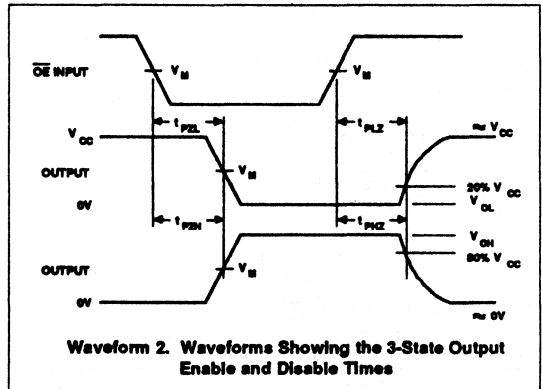 OE INPUT
V M
V M
t PZL
t PLZ
V CC
≈ V CC
OUTPUT
V M
20% V CC
0V
V OL
t PZH
t PHZ
V OH
80% V CC
OUTPUT
V M
0V
≈ 0V
Waveform 2. Waveforms Showing the 3-State Output
Enable and Disable Times